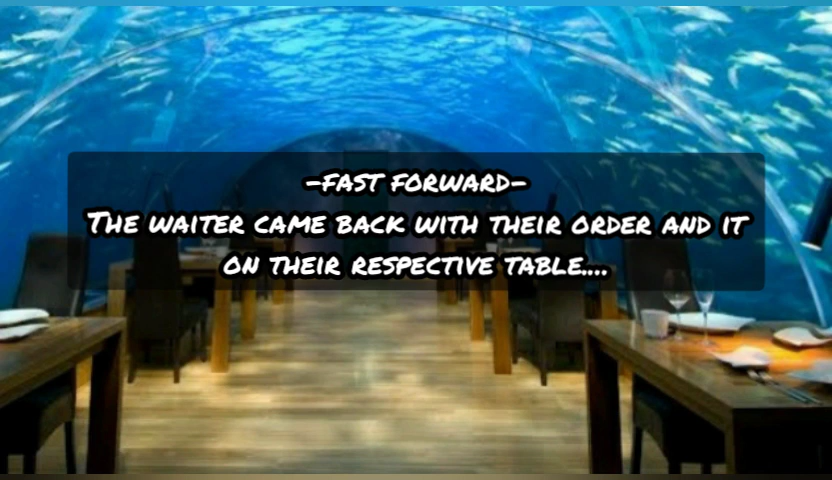 -fast forward-
The waiter came back with their order and it
on their respective table....